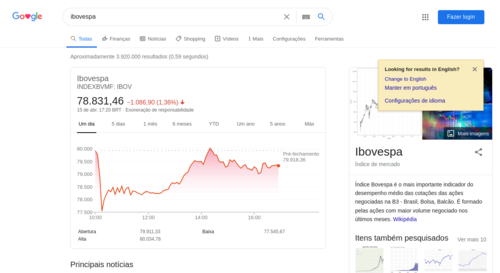 Google
ibovespa
Fazer login
Todas
Finanças
Notícias
Shopping
Vídeos
Mais
Configurações
Ferramentas
Aproximadamente 3.920.000 resultados (0,59 segundos)
Ibovespa
INDEXBVMF: IBOV
78.831,46 −1.086,90 (1,36%)
15 de abr. 17:20 BRT · Exoneração de responsabilidade
Um dia
5 dias
1 mês
6 meses
YTD
Um ano
5 anos
Máx
80.000
79.500
79.000
78.500
78.000
77.500
Pré-fechamento
79.918,36
10:00
12:00
14:00
16:00
Abertura 79.911,33
Baixa 77.545,67
Alta 80.034,78
Principais notícias
Looking for results in English?
Change to English
Manter em português
Configurações de idioma
Mais imagens
Ibovespa
Índice de mercado
Índice Bovespa é o mais importante indicador do
desempenho médio das cotações das ações
negociadas na B3 - Brasil, Bolsa, Balcão. É formado
pelas ações com maior volume negociado nos
últimos meses. Wikipédia
Itens também pesquisados
Ver mais 10